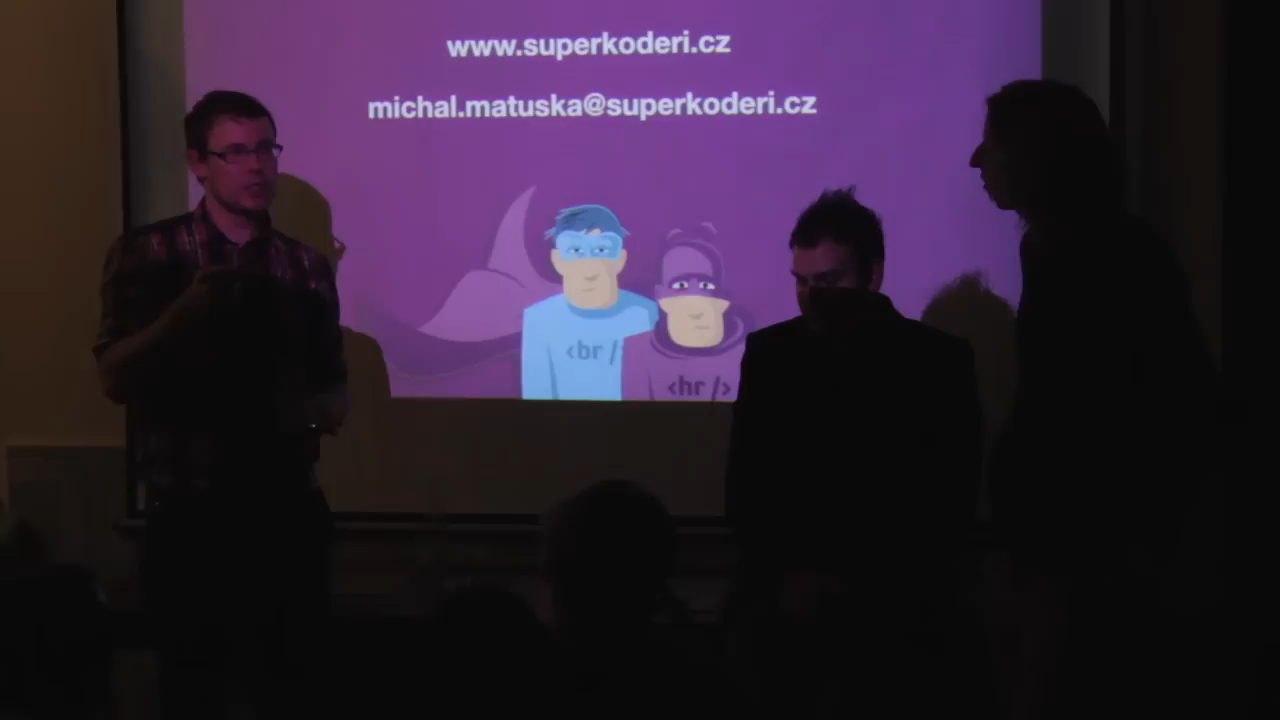 www.superkoderi.cz
michal.matuska@superkoderi.cz
<br />
<hr />